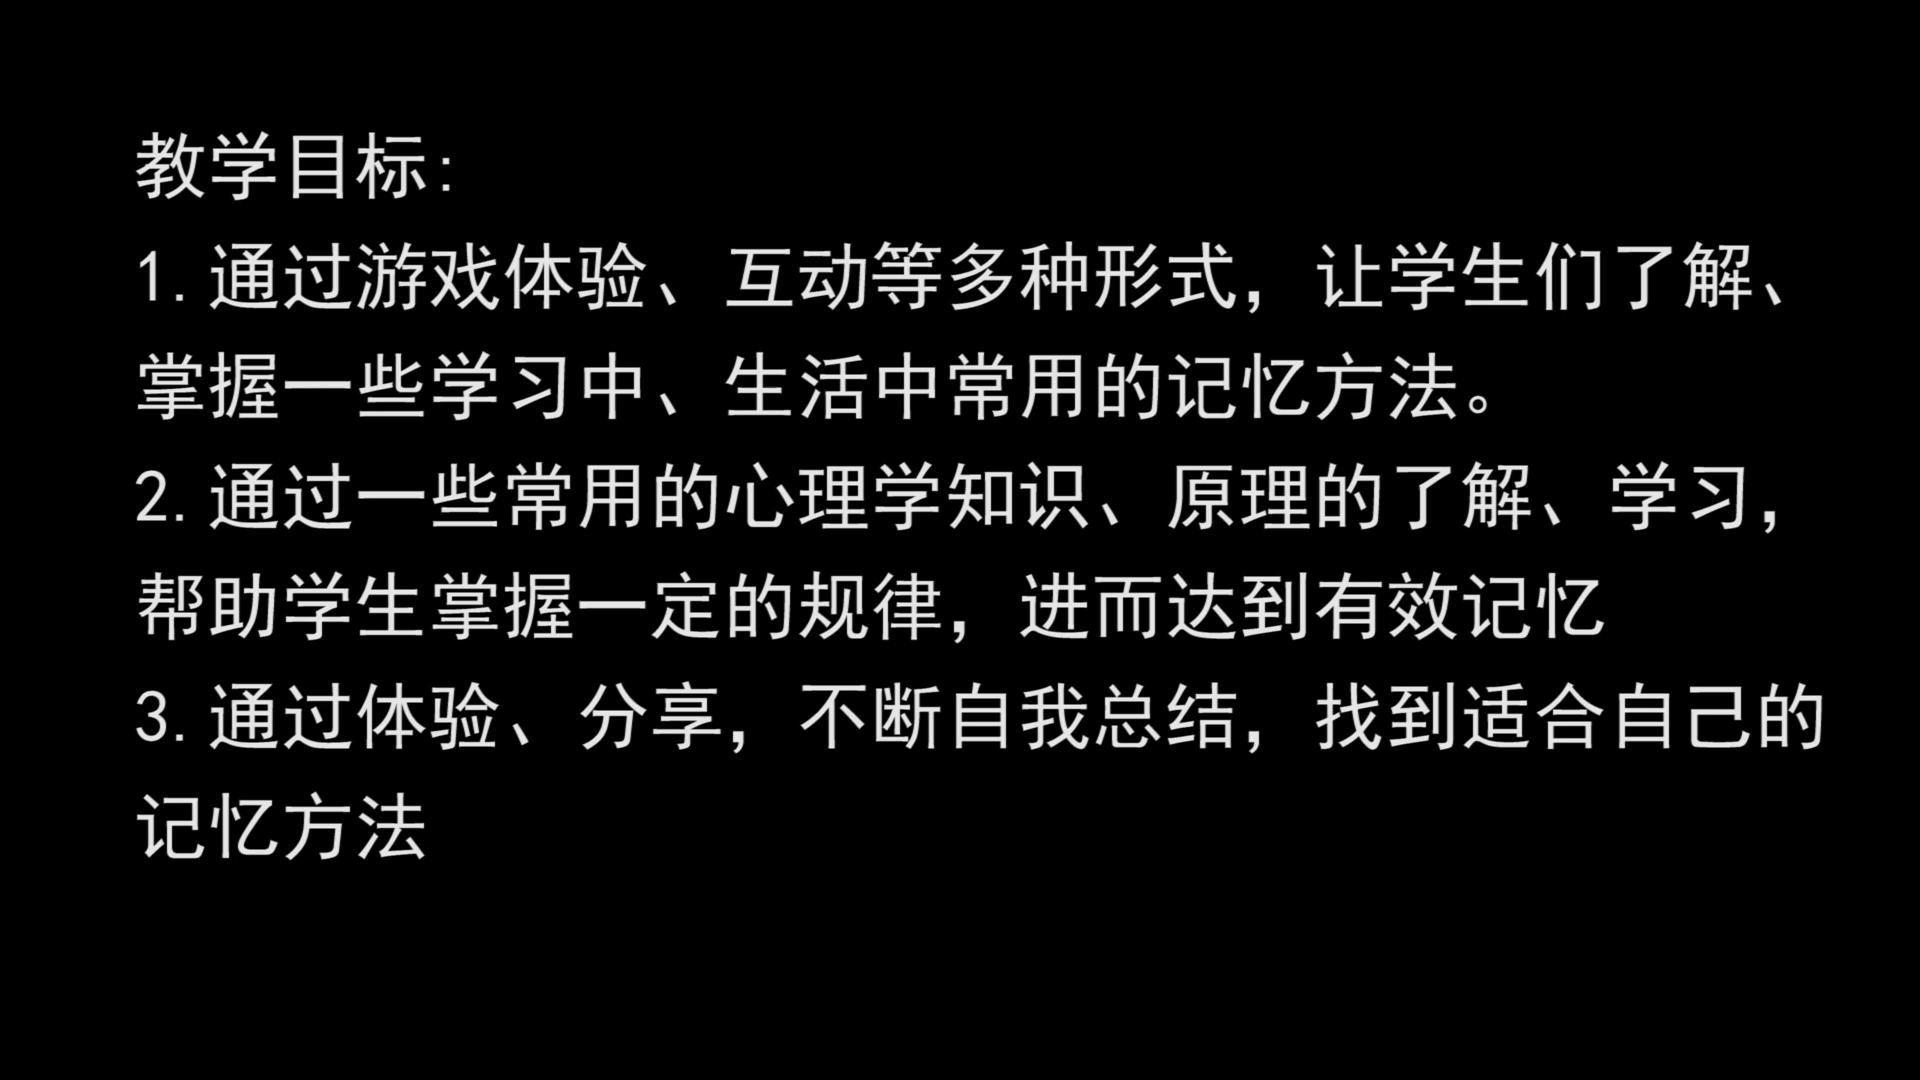 教学目标:
1.通过游戏体验、互动等多种形式，让学生们了解、
掌握一些学习中、生活中常用的记忆方法。
2.通过一些常用的心理学知识、原理的了解、学习，
帮助学生掌握一定的规律，进而达到有效记忆
3.通过体验、分享，不断自我总结，找到适合自己的
记忆方法